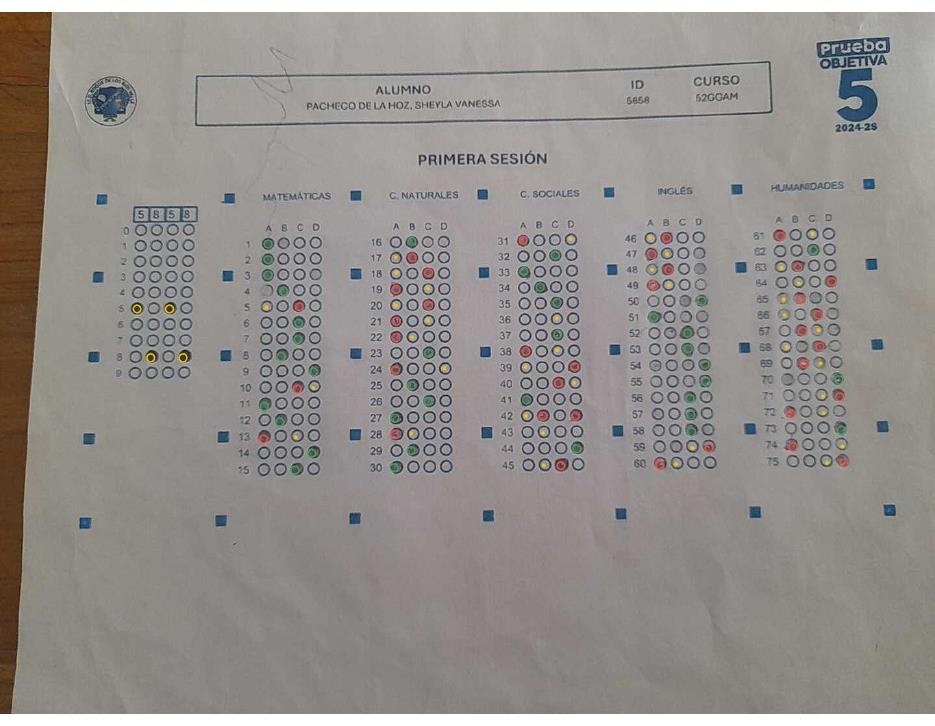 Prueba
OBJETIVA
5
2024-2S
ALUMNO ID CURSO
PACHECO DE LA HOZ, SHEYLA VANESSA 5858 52GGAM
PRIMERA SESIÓN
MATEMÁTICAS C. NATURALES C. SOCIALES INGLÉS HUMANIDADES
5 8 5 8
A B C D A B C D A B C D A B C D A B C D
0
1 1 16 31 46 61
2 2 17 32 47 62
3 3 18 33 48 63
4 4 19 34 49 64
5 5 20 35 50 65
6 6 21 36 51 66
7 7 22 37 52 67
8 8 23 38 53 68
9 9 24 39 54 69
10 25 40 55 70
11 26 41 56 71
12 27 42 57 72
13 28 43 58 73
14 29 44 59 74
15 30 45 60 75